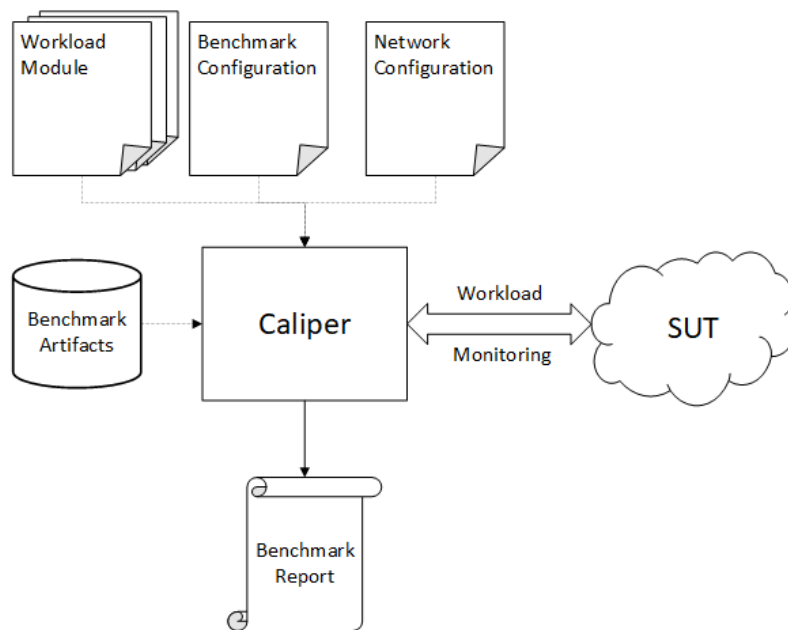 Workload
Module
Benchmark
Configuration
Network
Configuration
Benchmark
Artifacts
Caliper
Workload
Monitoring
SUT
Benchmark
Report